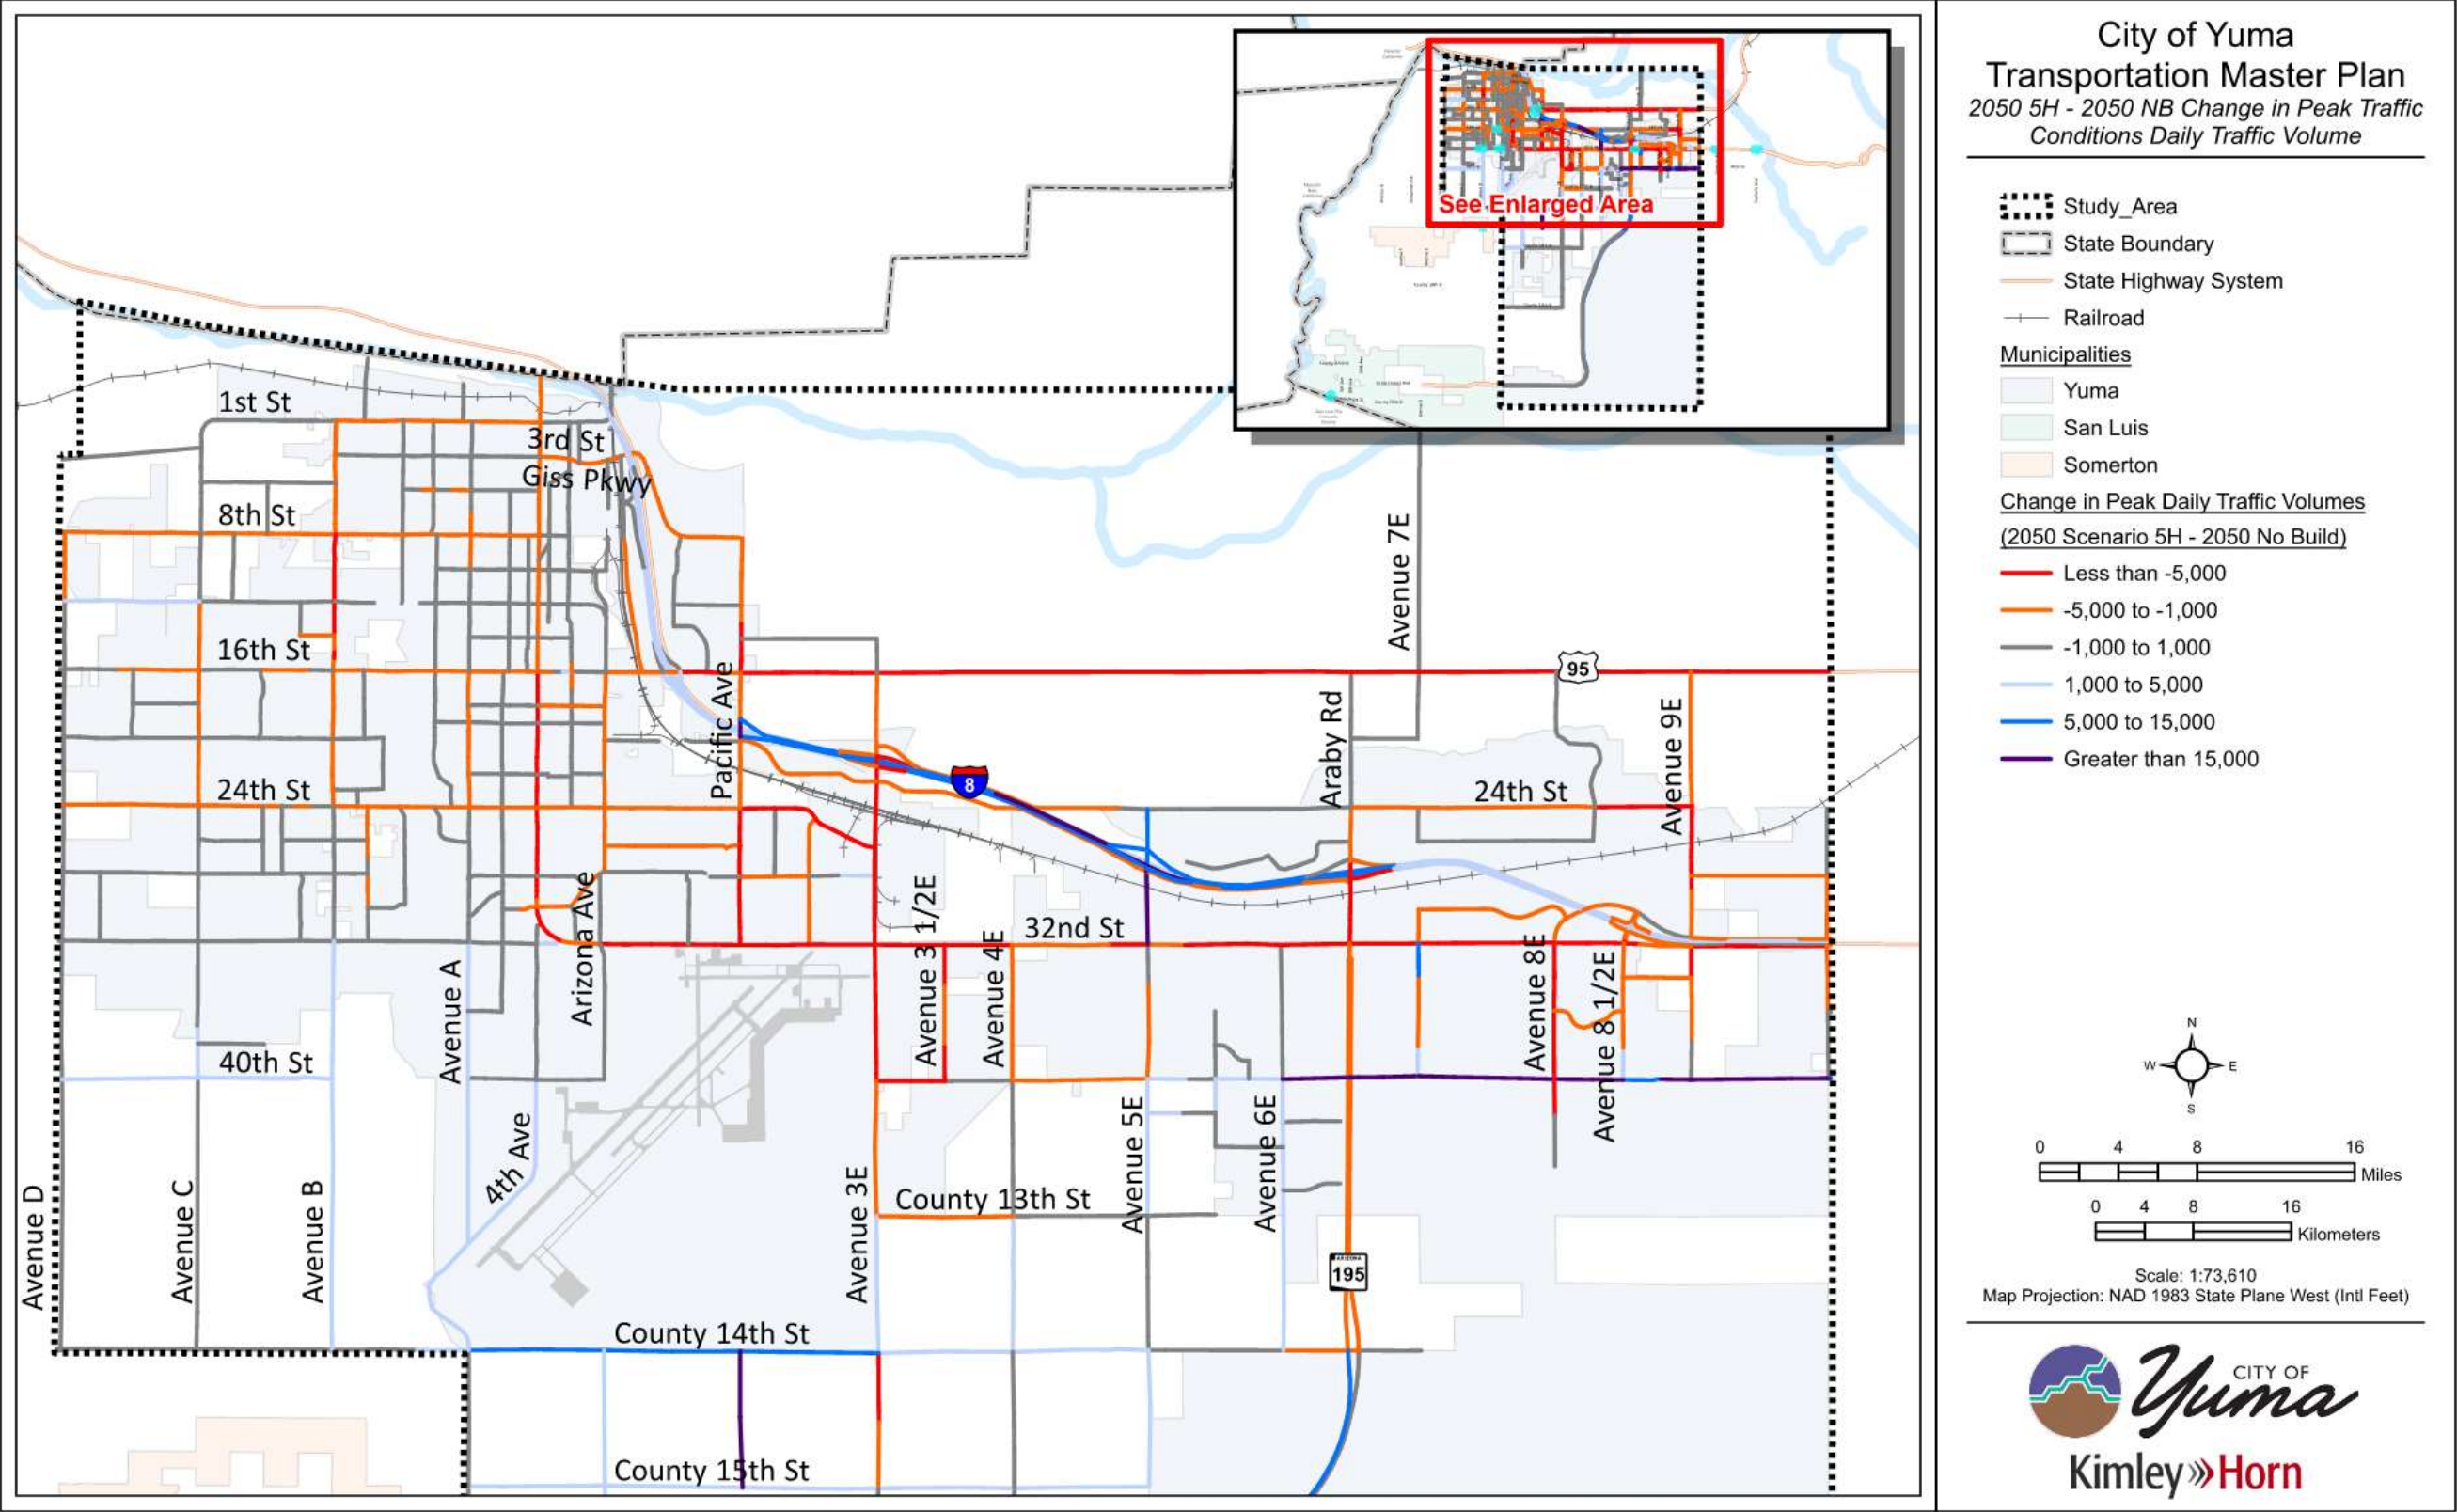 City of Yuma
Transportation Master Plan
2050 5H - 2050 NB Change in Peak Traffic
Conditions Daily Traffic Volume
Study_Area
State Boundary
State Highway System
Railroad
Municipalities
Yuma
San Luis
Somerton
Change in Peak Daily Traffic Volumes
(2050 Scenario 5H - 2050 No Build)
Less than -5,000
-5,000 to -1,000
-1,000 to 1,000
1,000 to 5,000
5,000 to 15,000
Greater than 15,000
N
W
E
S
0 4 8 16
Miles
0 4 8 16
Kilometers
Scale: 1:73,610
Map Projection: NAD 1983 State Plane West (Intl Feet)
CITY OF
Yuma
Kimley»Horn
See Enlarged Area
1st St
3rd St
Giss Pkwy
8th St
16th St
24th St
40th St
Pacific Ave
Avenue 7E
95
Araby Rd
8
24th St
Avenue 9E
32nd St
Arizona Ave
Avenue A
Avenue 3 1/2E
Avenue 4E
Avenue 8E
Avenue 8 1/2E
4th Ave
Avenue D
Avenue C
Avenue B
Avenue 3E
County 13th St
Avenue 5E
Avenue 6E
ARIZONA
195
County 14th St
County 15th St